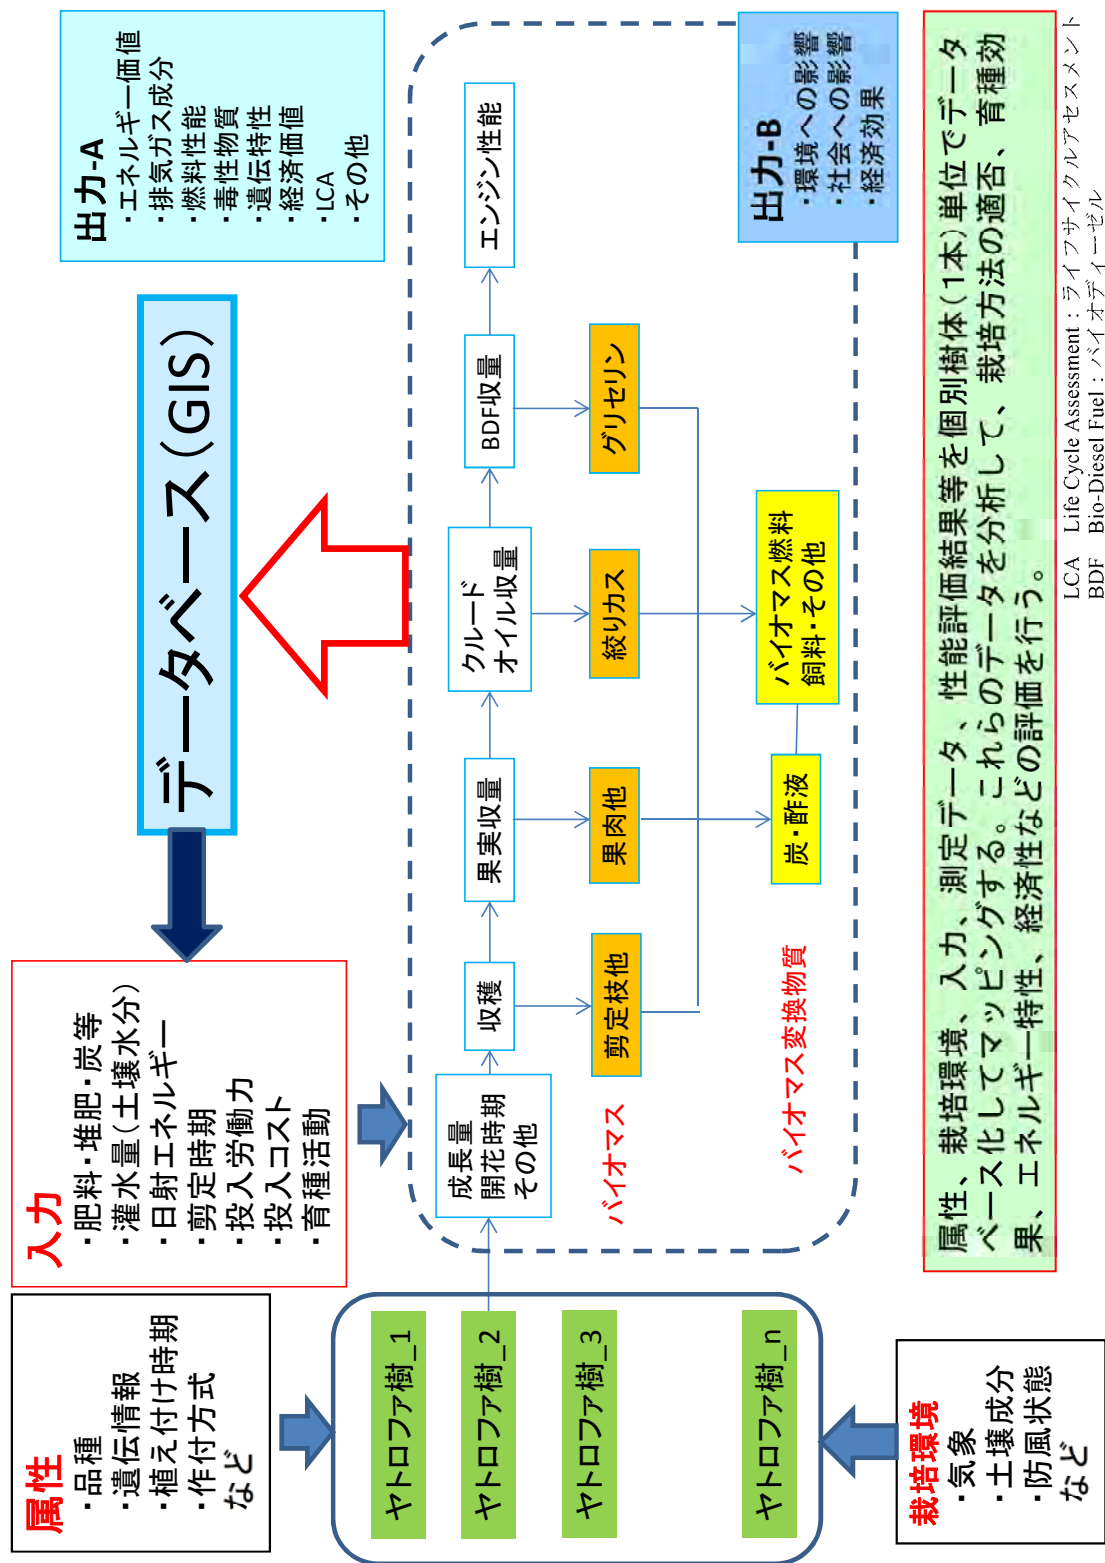 属性
・品種
・遺伝情報
・植え付け時期
・作付方式
など
入力
・肥料・堆肥・炭等
・灌水量(土壌水分)
・日射エネルギー
・剪定時期
・投入労働力
・投入コスト
・育種活動
データベース(GIS)
出力-A
・エネルギー価値
・排気ガス成分
・燃料性能
・毒性物質
・遺伝特性
・経済価値
・LCA
・その他
ヤトロファ樹_1
ヤトロファ樹_2
ヤトロファ樹_3
ヤトロファ樹_n
成長量
開花時期
その他
収穫
果実収量
クルード
オイル収量
BDF収量
エンジン性能
バイオマス
剪定枝他
果肉他
絞りカス
グリセリン
バイオマス変換物質
炭・酢液
バイオマス燃料
飼料・その他
出力-B
・環境への影響
・社会への影響
・経済効果
栽培環境
・気象
・土壌成分
・防風状態
など
属性、栽培環境、入力、測定データ、性能評価結果等を個別樹体(1本)単位でデータ
ベース化してマッピングする。これらのデータを分析して、栽培方法の適否、育種効
果、エネルギー特性、経済性などの評価を行う。
LCA Life Cycle Assessment：ライフサイクルアセスメント
BDF Bio-Diesel Fuel：バイオディーゼル